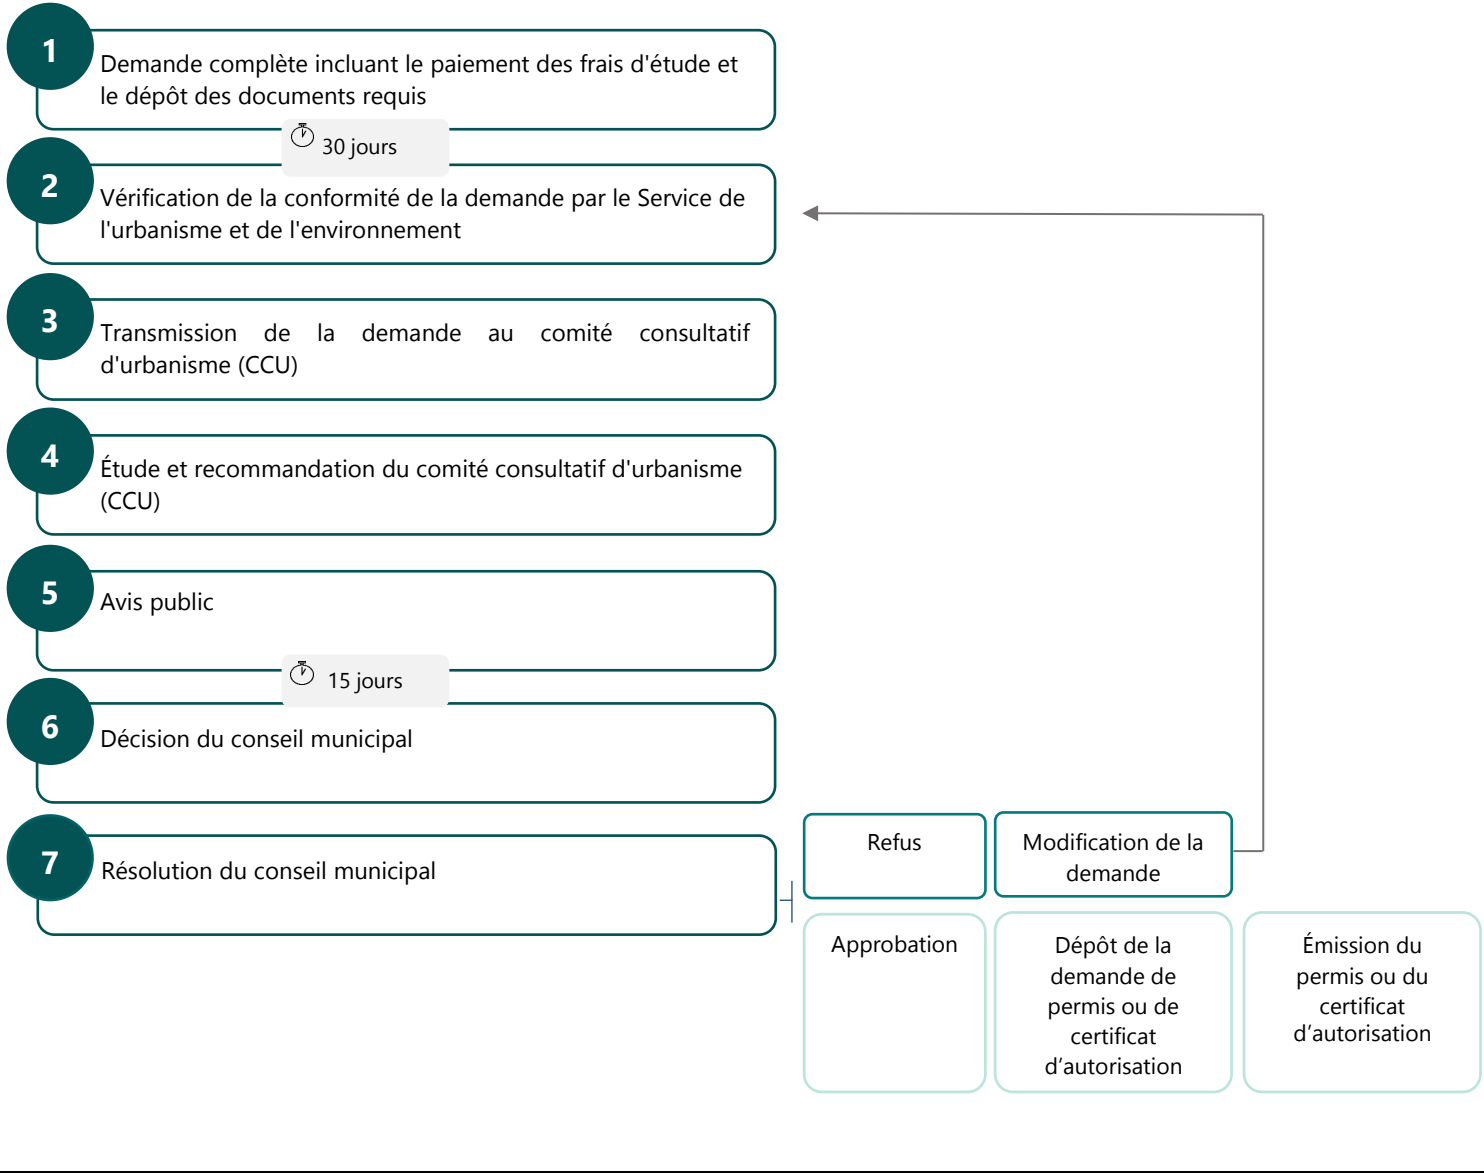 1
Demande complète incluant le paiement des frais d'étude et
le dépôt des documents requis
30 jours
2
Vérification de la conformité de la demande par le Service de
l'urbanisme et de l'environnement
3
Transmission de la demande au comité consultatif
d'urbanisme (CCU)
4
Étude et recommandation du comité consultatif d'urbanisme
(CCU)
5
Avis public
15 jours
6
Décision du conseil municipal
7
Résolution du conseil municipal
Refus
Modification de la
demande
Approbation
Dépôt de la
demande de
permis ou de
certificat
d’autorisation
Émission du
permis ou du
certificat
d’autorisation